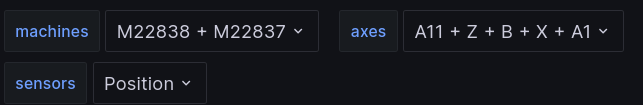 machines M22838 + M22837 axes A11 + Z + B + X + A1
sensors Position